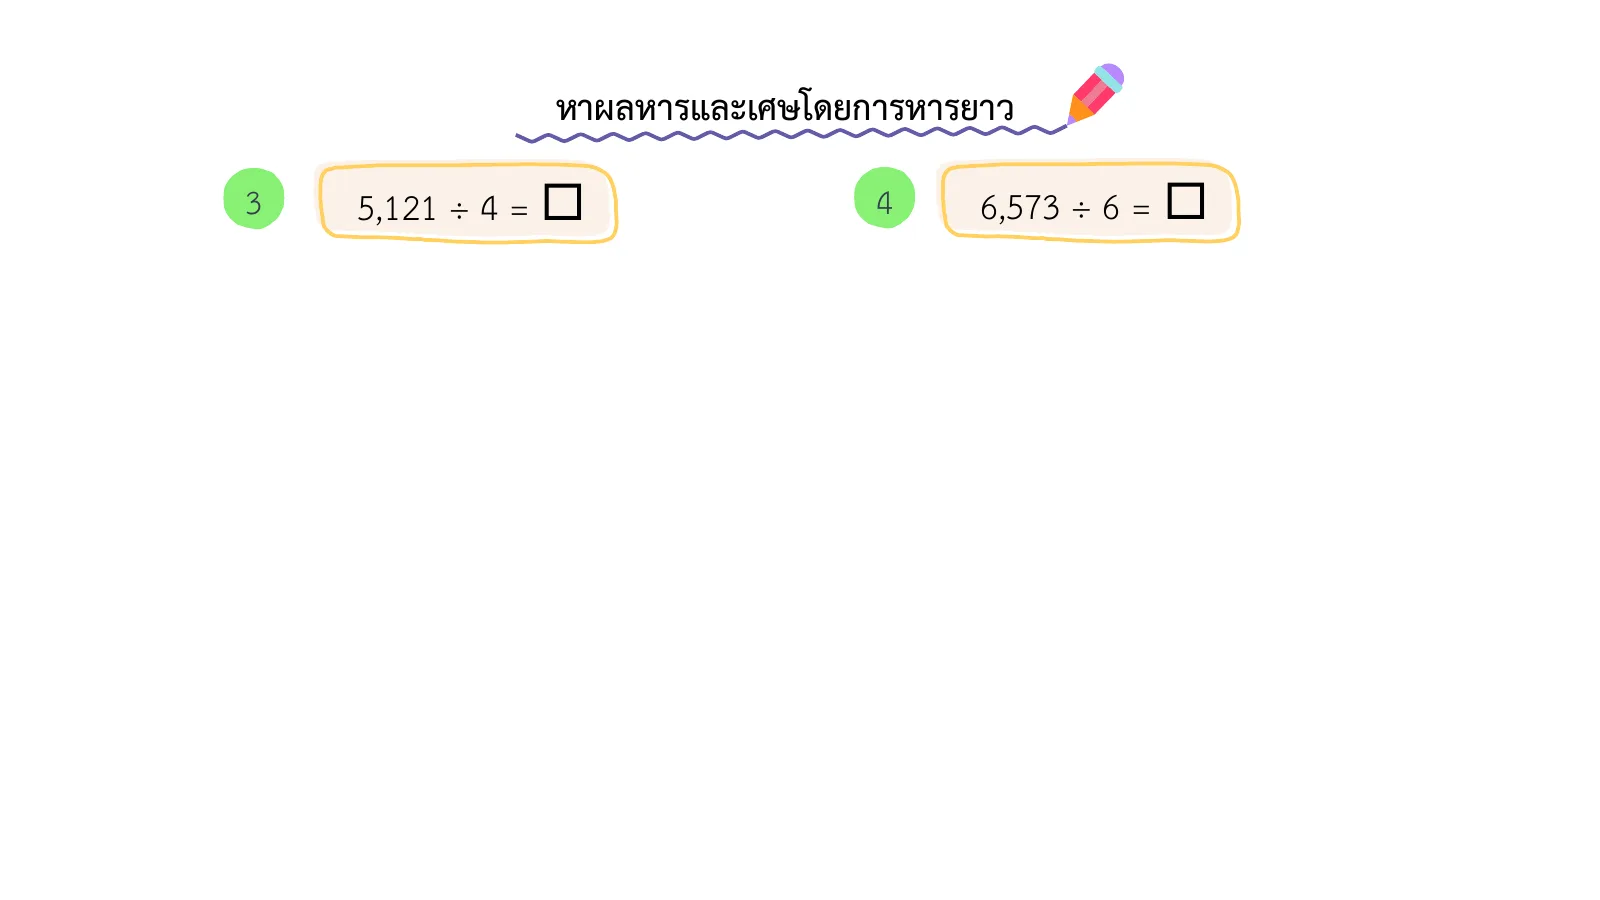 หาผลหารและเศษโดยการหารยาว
3 5,121 ÷ 4 = □
4 6,573 ÷ 6 = □